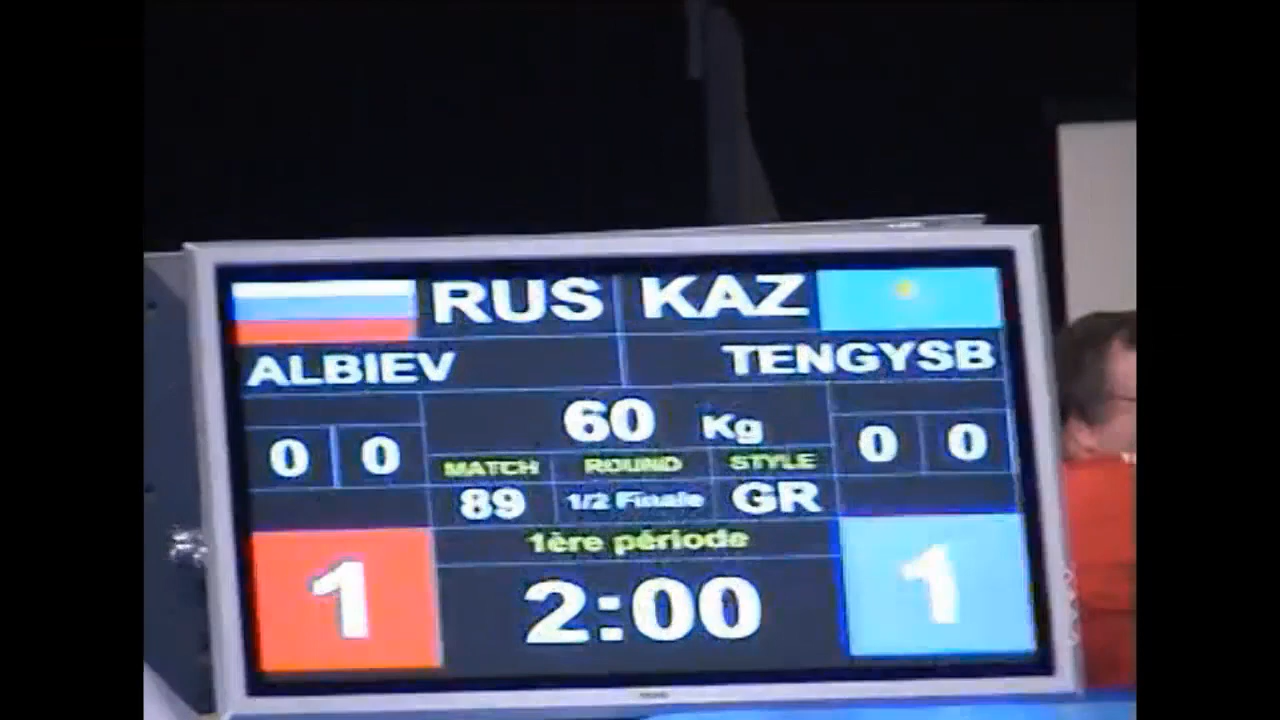 RUS KAZ
ALBIEV TENGYSB
60 Kg
0 0 0 0
MATCH ROUND STYLE
89 1/2 Finale GR
1ère période
1 2:00 1